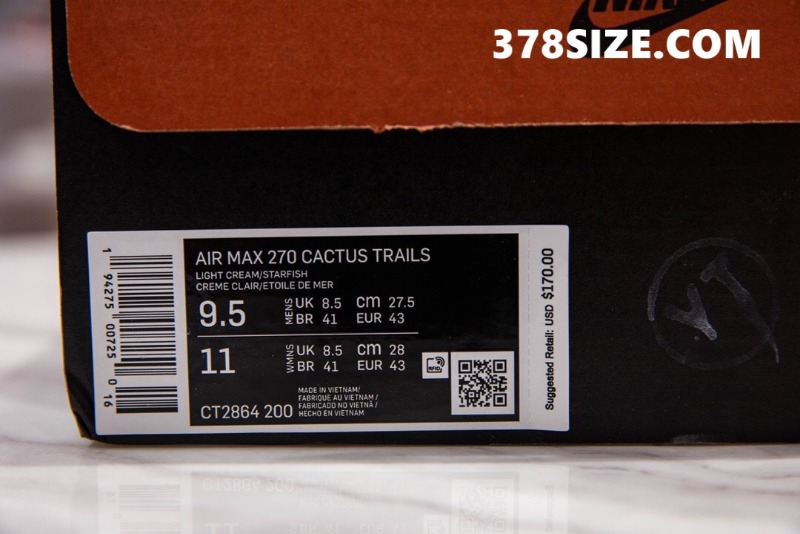 NIKE
378SIZE.COM
AIR MAX 270 CACTUS TRAILS
LIGHT CREAM/STARFISH
CREME CLAIR/ETOILE DE MER
9.5 MENS UK 8.5 cm 27.5
BR 41 EUR 43
11 WMNS UK 8.5 cm 28
BR 41 EUR 43
CT2864 200
MADE IN VIETNAM/
FABRIQUE AU VIETNAM /
FABRICADO NO VIETNÃ /
HECHO EN VIETNAM
RFID
1 94275 00725 0 16
Suggested Retail: USD $170.00